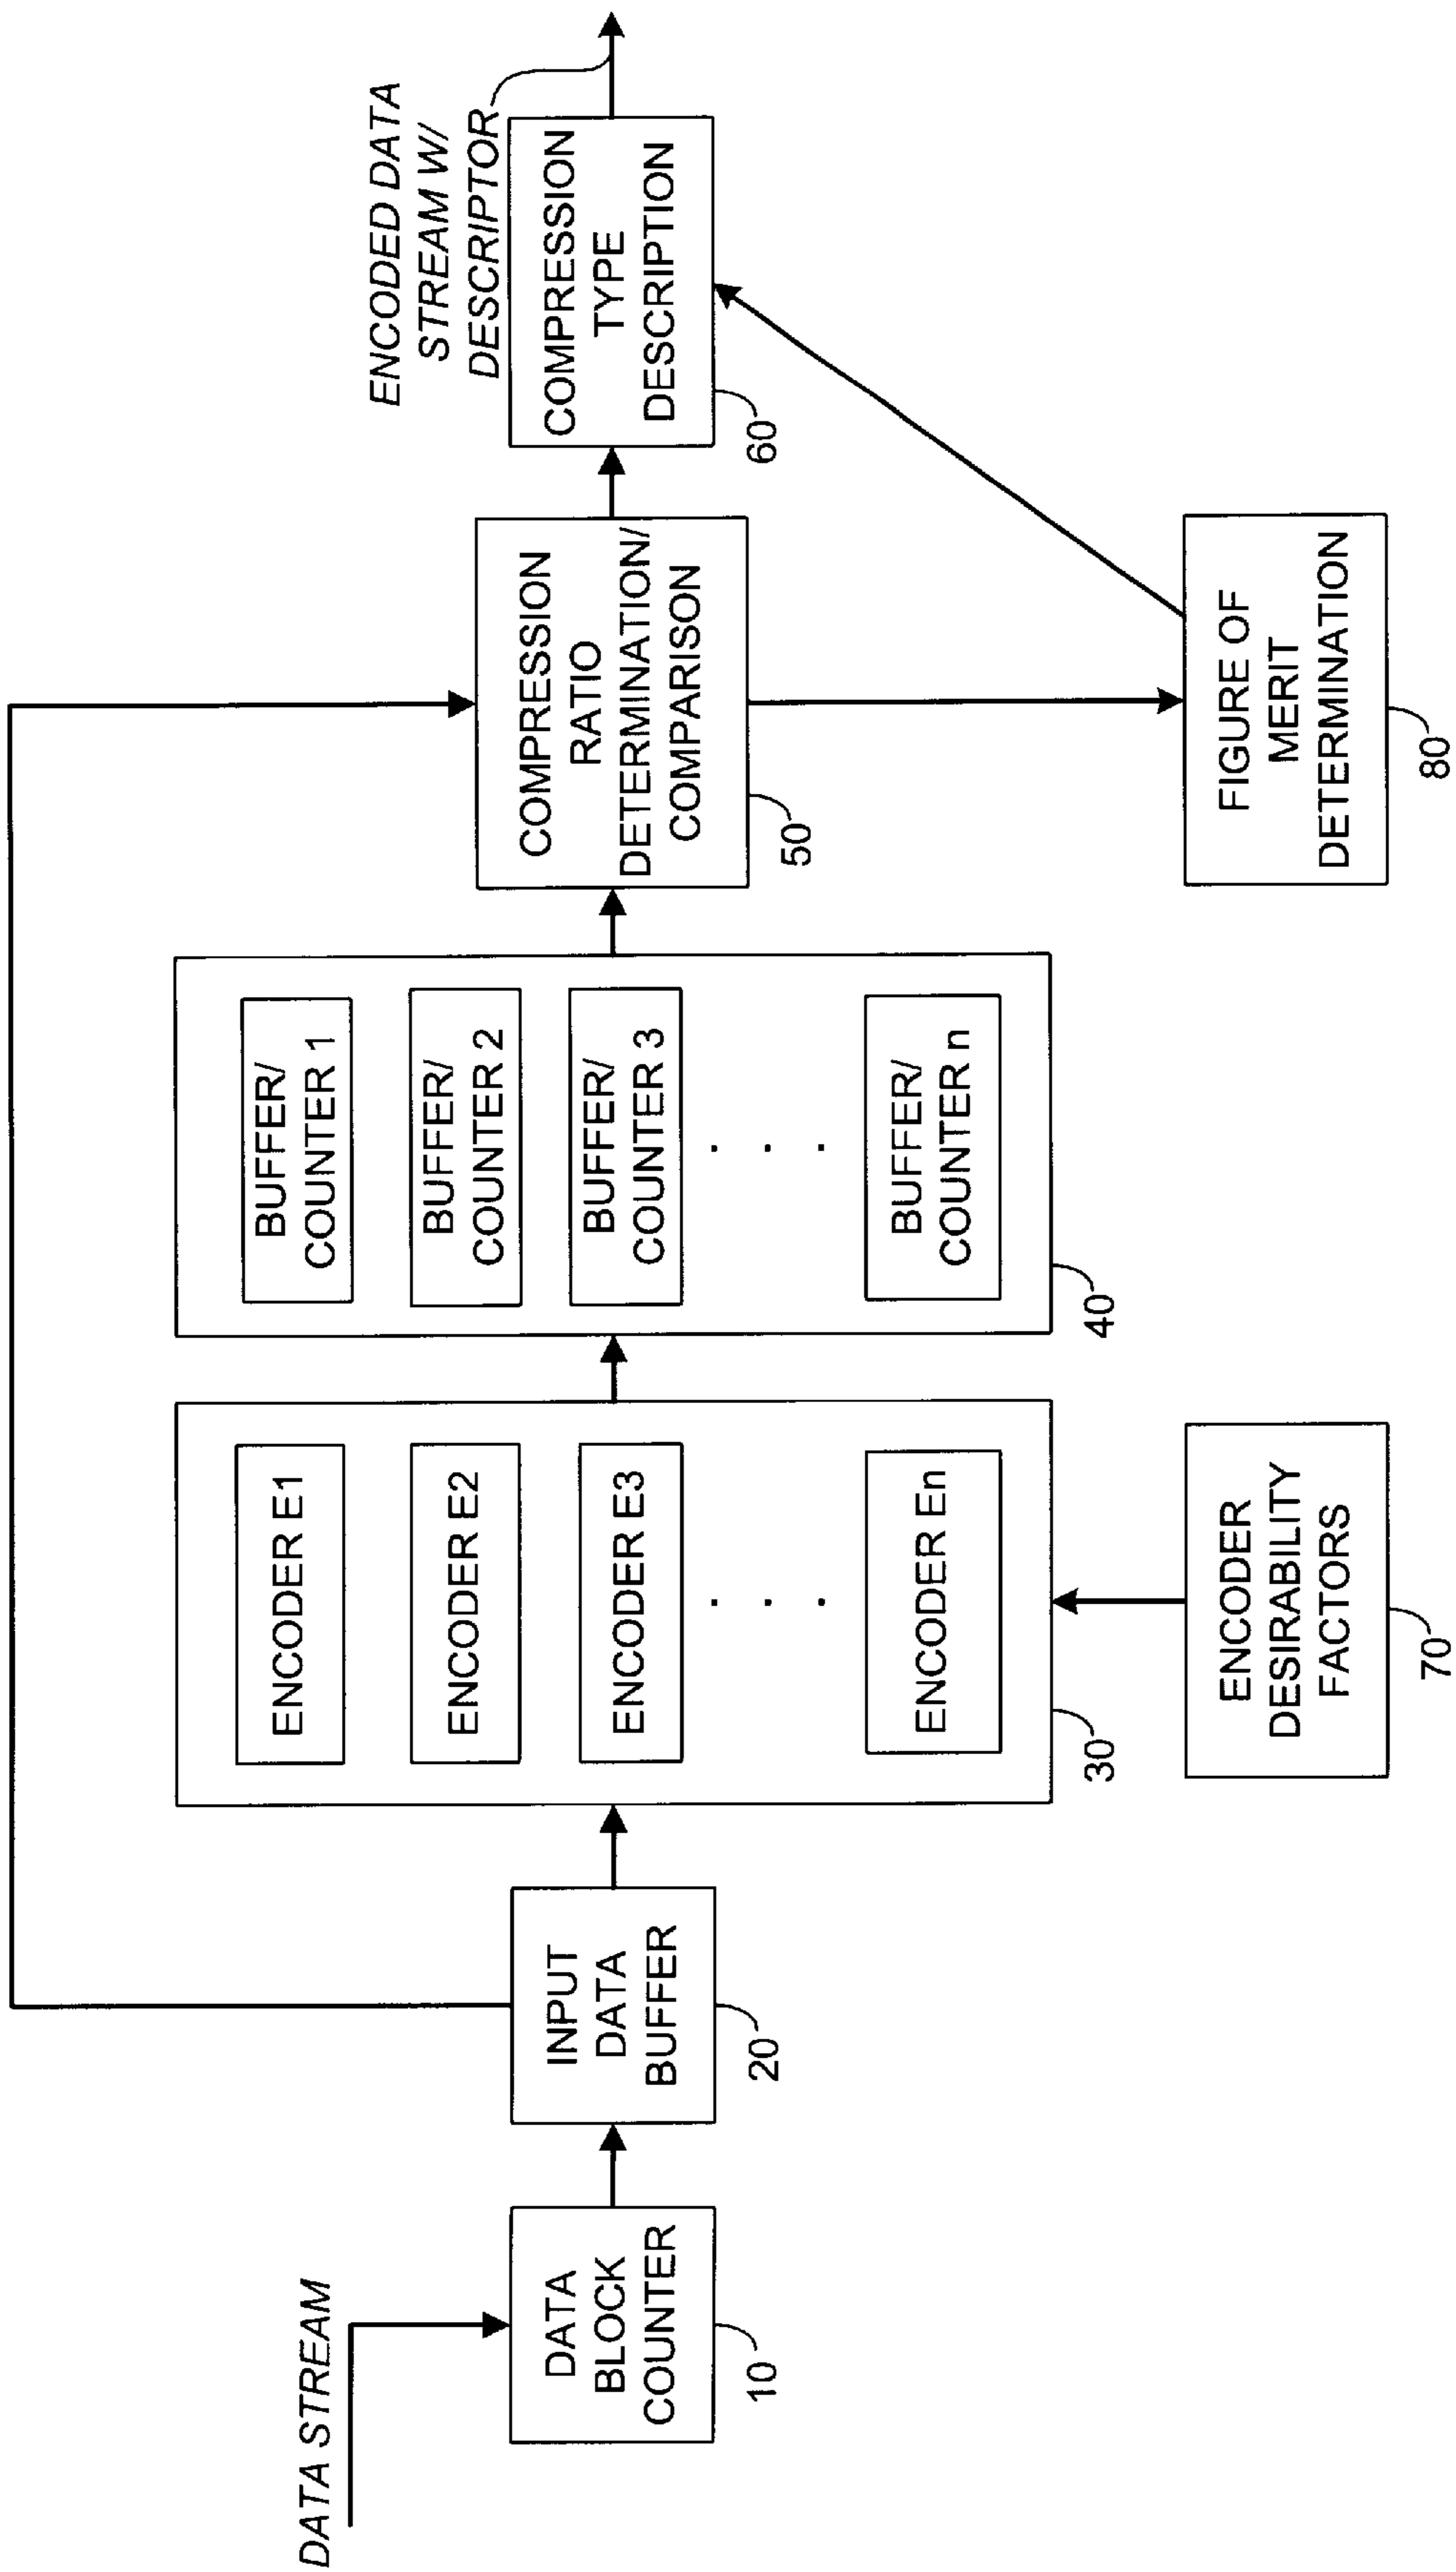 DATA STREAM
DATA
BLOCK
COUNTER
10
INPUT
DATA
BUFFER
20
ENCODER E1
ENCODER E2
ENCODER E3
. . .
ENCODER En
30
ENCODER
DESIRABILITY
FACTORS
70
BUFFER/
COUNTER 1
BUFFER/
COUNTER 2
BUFFER/
COUNTER 3
. . .
BUFFER/
COUNTER n
40
COMPRESSION
RATIO
DETERMINATION/
COMPARISON
50
FIGURE OF
MERIT
DETERMINATION
80
COMPRESSION
TYPE
DESCRIPTION
60
ENCODED DATA
STREAM W/
DESCRIPTOR